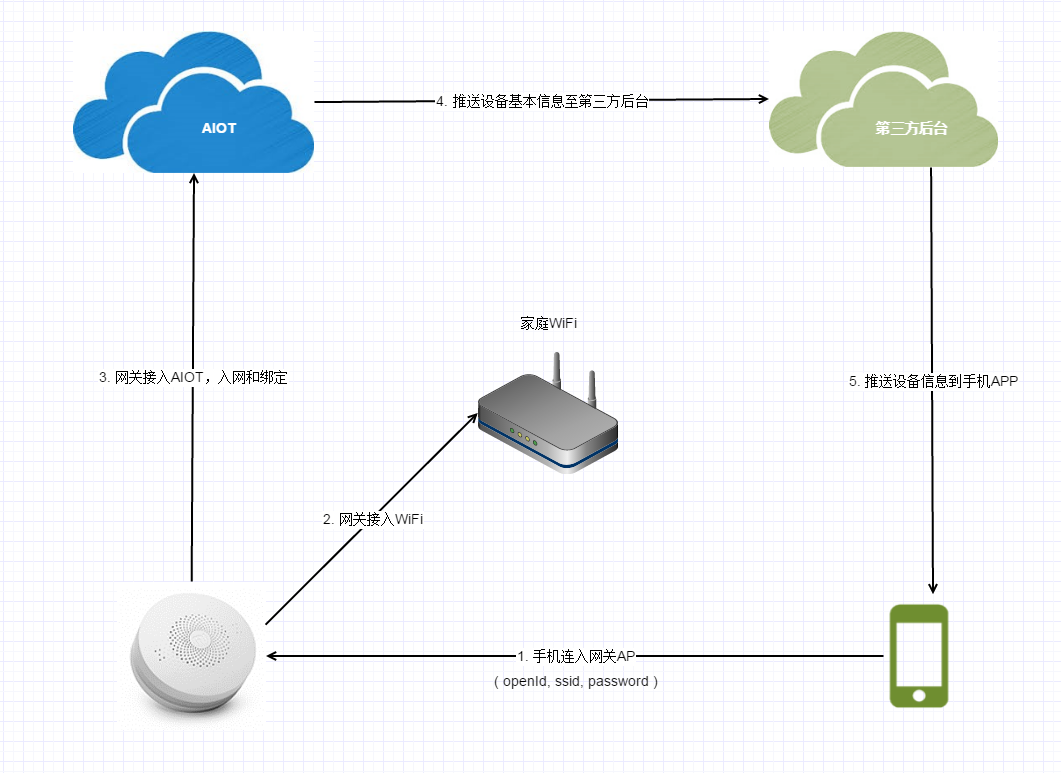 AIOT
4. 推送设备基本信息至第三方后台
第三方后台
家庭WiFi
3. 网关接入AIOT，入网和绑定
5. 推送设备信息到手机APP
2. 网关接入WiFi
1. 手机连入网关AP
( openId, ssid, password )